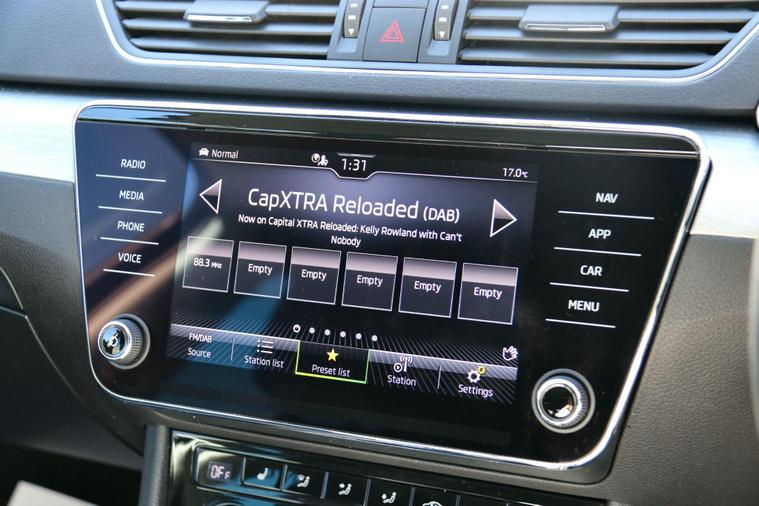 RADIO
MEDIA
PHONE
VOICE
Normal
1:31
17.0°C
CapXTRA Reloaded (DAB)
Now on Capital XTRA Reloaded: Kelly Rowland with Can't
Nobody
88.3 MHz
Empty
Empty
Empty
Empty
Empty
FM/DAB
Source
Station list
Preset list
Station
Settings
NAV
APP
CAR
MENU
OFF